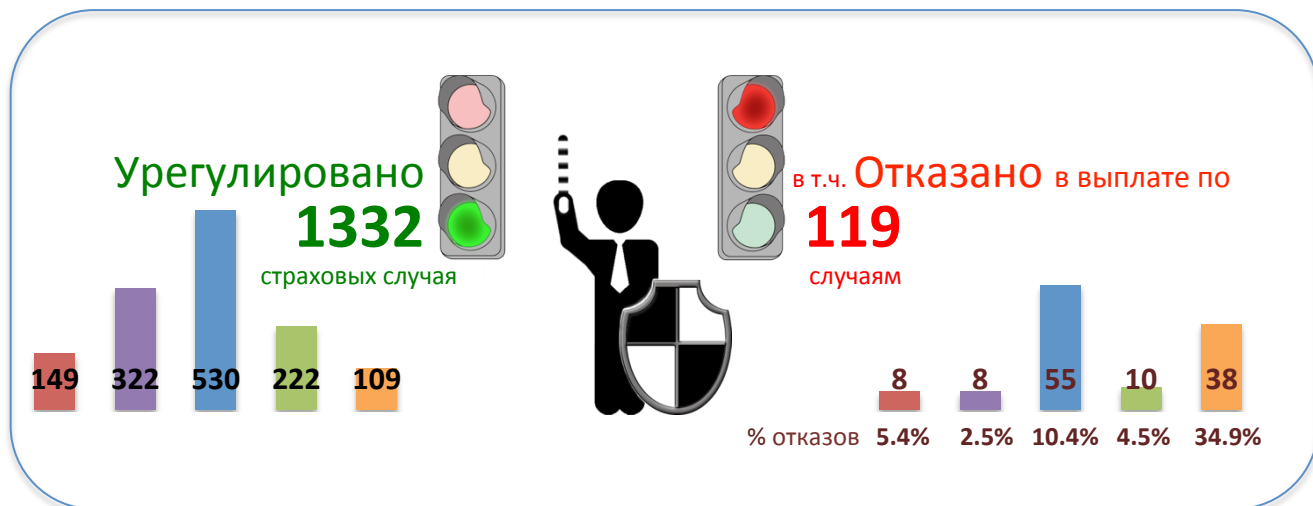 Урегулировано
1332
страховых случая
149 322 530 222 109
в т.ч. Отказано в выплате по
119
случаям
8 8 55 10 38
% отказов 5.4% 2.5% 10.4% 4.5% 34.9%